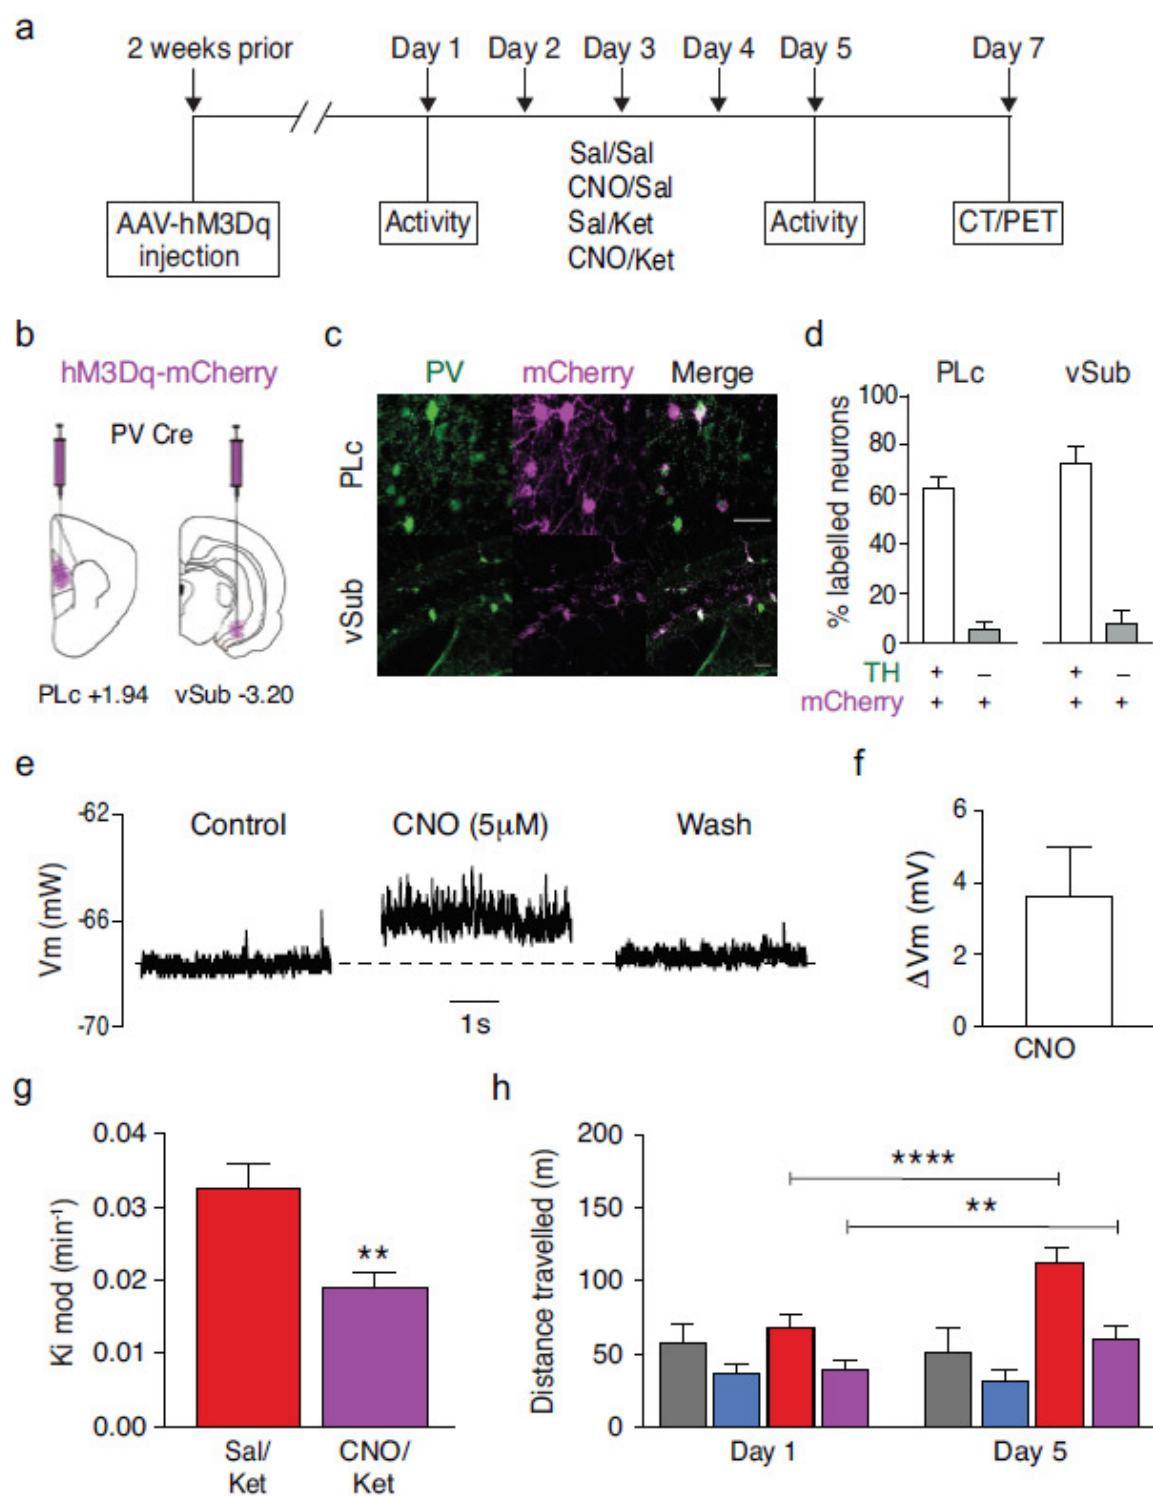 a
2 weeks prior Day 1 Day 2 Day 3 Day 4 Day 5 Day 7
AAV-hM3Dq
injection
Activity
Sal/Sal
CNO/Sal
Sal/Ket
CNO/Ket
Activity
CT/PET
b
hM3Dq-mCherry
PV Cre
PLc +1.94 vSub -3.20
c
PV mCherry Merge
PLc
vSub
d
PLc vSub
% labelled neurons
100
80
60
40
20
0
TH + – + –
mCherry + + + +
e
Vm (mW)
-62
-66
-70
Control CNO (5μM) Wash
1s
f
ΔVm (mV)
6
4
2
0
CNO
g
Ki mod (min-1)
0.04
0.03
0.02
0.01
0.00
**
Sal/
Ket
CNO/
Ket
h
Distance travelled (m)
200
150
100
50
0
****
**
Day 1 Day 5